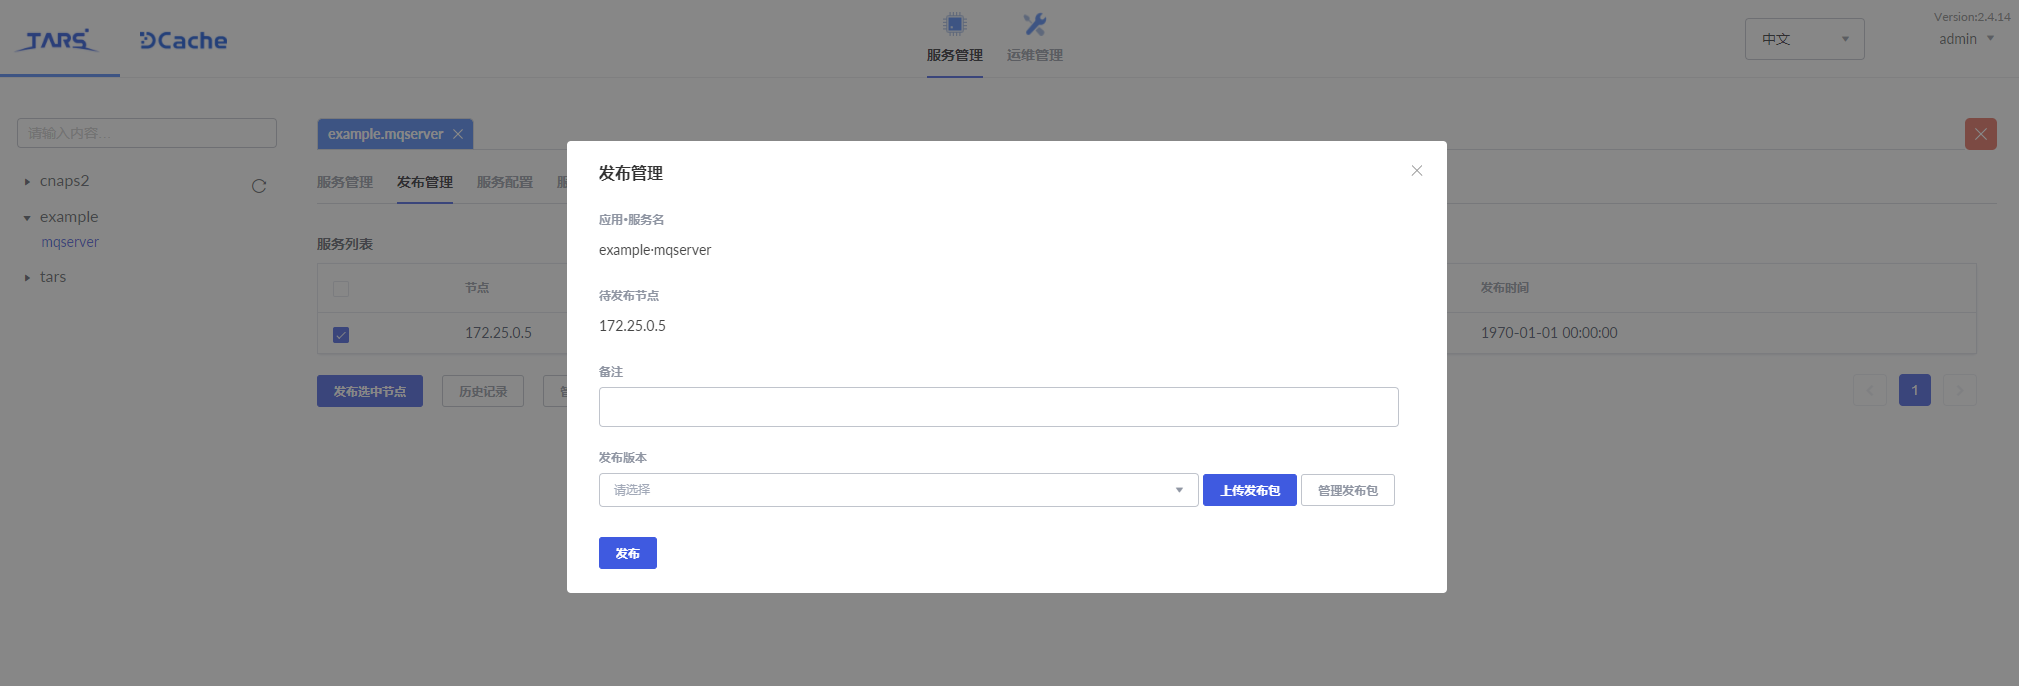 TARS
DCache
服务管理
运维管理
中文
Version:2.4.14
admin
请输入内容...
cnaps2
example
mqserver
tars
example.mqserver
服务管理
发布管理
服务配置
服务列表
节点
发布时间
172.25.0.5
1970-01-01 00:00:00
发布选中节点
历史记录
1
发布管理
应用·服务名
example·mqserver
待发布节点
172.25.0.5
备注
发布版本
请选择
上传发布包
管理发布包
发布